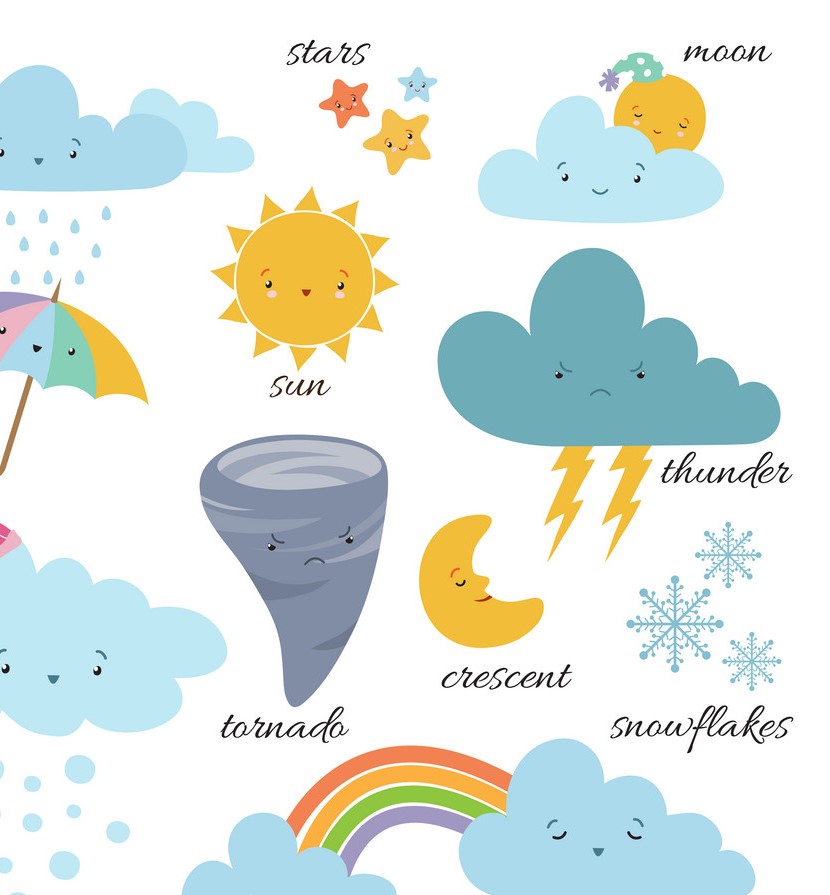 stars
moon
sun
thunder
crescent
tornado
snowflakes